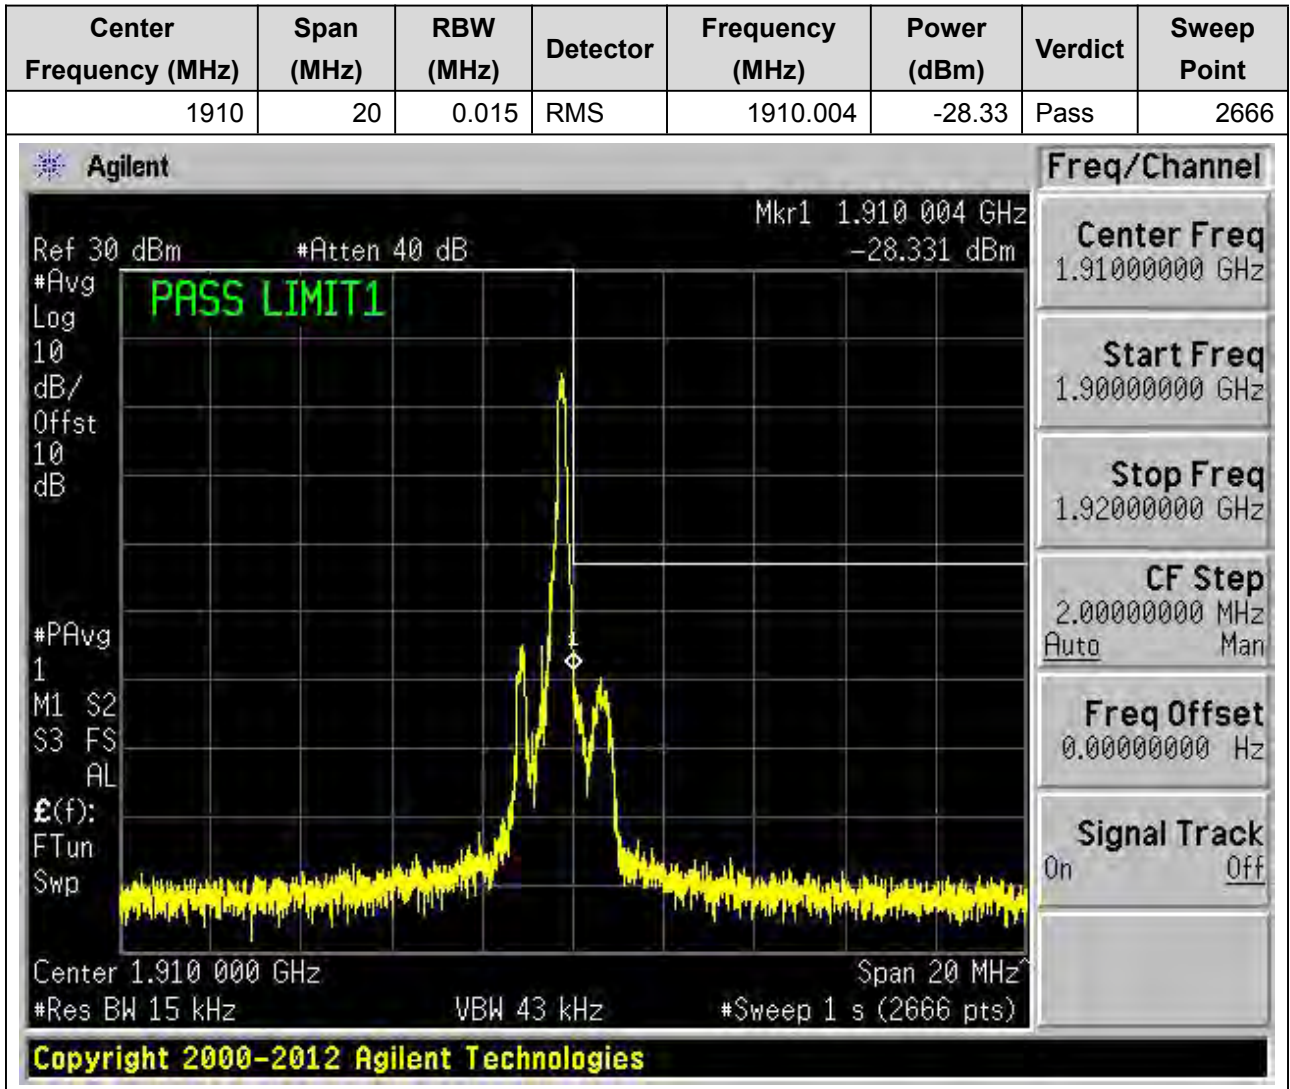 Center Frequency (MHz) Span (MHz) RBW (MHz) Detector Frequency (MHz) Power (dBm) Verdict Sweep Point
1910 20 0.015 RMS 1910.004 -28.33 Pass 2666
Agilent
Freq/Channel
Mkr1 1.910 004 GHz
Ref 30 dBm #Atten 40 dB -28.331 dBm
#Avg
Log
10
dB/
Offst
10
dB
PASS LIMIT1
#PAvg
1
M1 S2
S3 FS
AL
£(f):
FTun
Swp
1
Center 1.910 000 GHz Span 20 MHz^
#Res BW 15 kHz VBW 43 kHz #Sweep 1 s (2666 pts)
Center Freq
1.91000000 GHz
Start Freq
1.90000000 GHz
Stop Freq
1.92000000 GHz
CF Step
2.00000000 MHz
Auto Man
Freq Offset
0.00000000 Hz
Signal Track
On Off
Copyright 2000-2012 Agilent Technologies